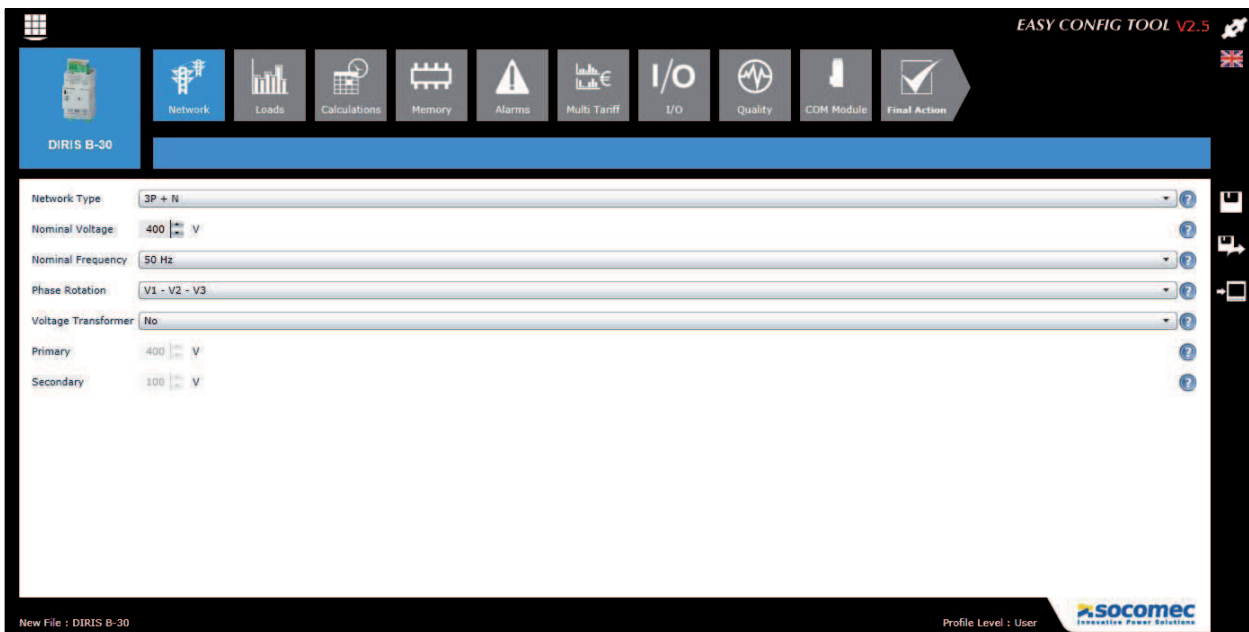 EASY CONFIG TOOL V2.5
DIRIS B-30
Network
Loads
Calculations
Memory
Alarms
Multi Tariff
I/O
I/O
Quality
COM Module
Final Action
Network Type 3P + N
Nominal Voltage 400 V
Nominal Frequency 50 Hz
Phase Rotation V1 - V2 - V3
Voltage Transformer No
Primary 400 V
Secondary 100 V
New File : DIRIS B-30
Profile Level : User
socomec
Innovative Power Solutions